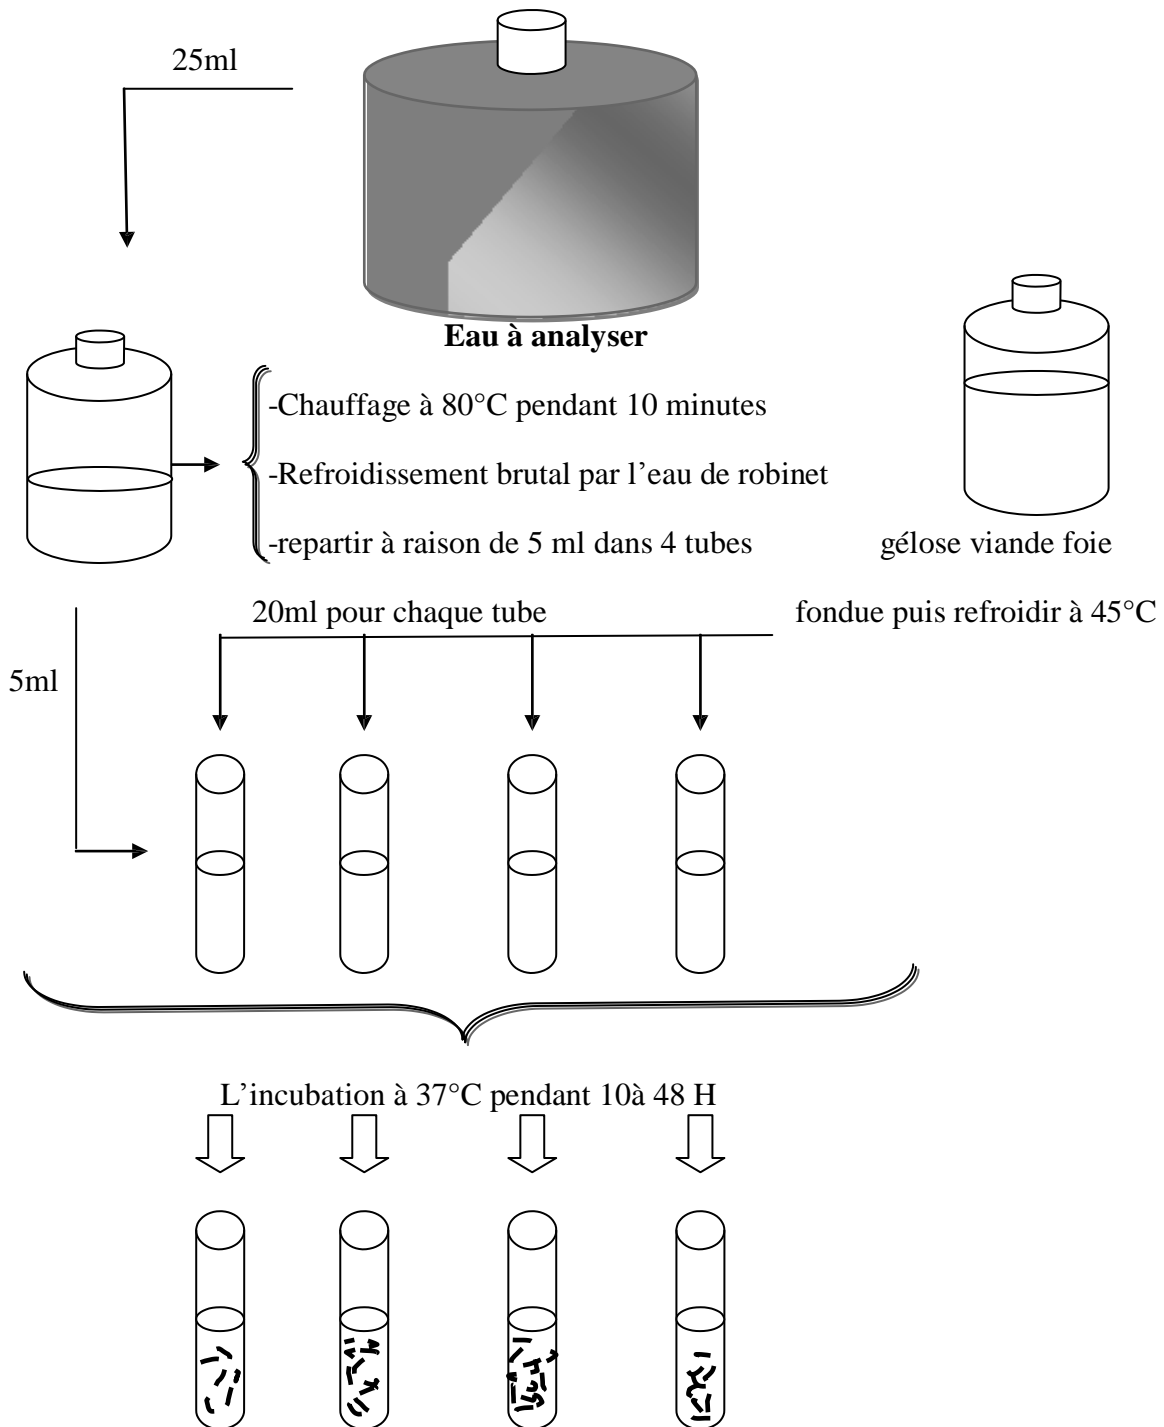 25ml
Eau à analyser
-Chauffage à 80°C pendant 10 minutes
-Refroidissement brutal par l’eau de robinet
-repartir à raison de 5 ml dans 4 tubes
gélose viande foie
20ml pour chaque tube
fondue puis refroidir à 45°C
5ml
L’incubation à 37°C pendant 10à 48 H